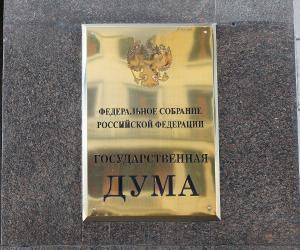 ФЕДЕРАЛЬНОЕ СОБРАНИЕ
РОССИЙСКОЙ ФЕДЕРАЦИИ
ГОСУДАРСТВЕННАЯ
ДУМА